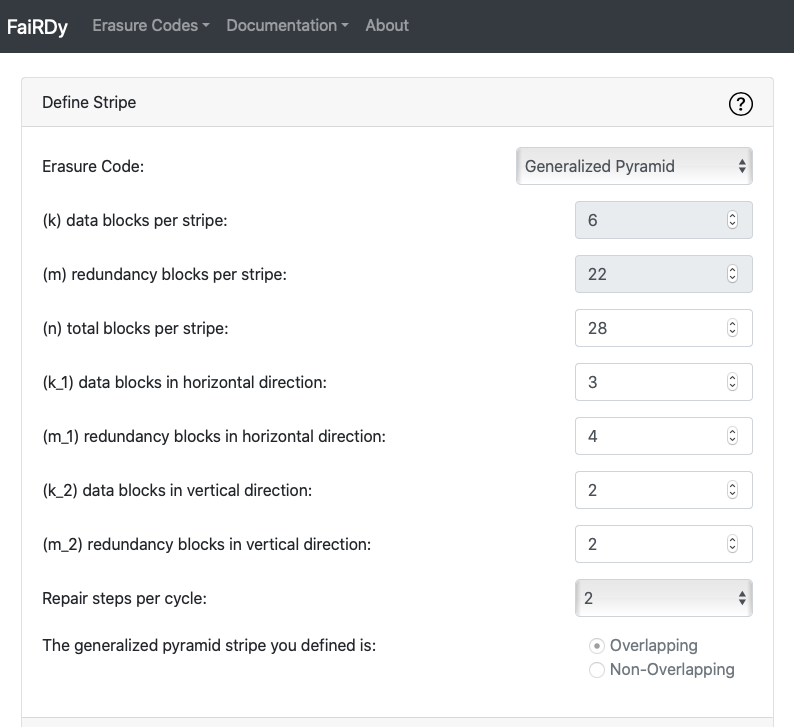 FaiRDy Erasure Codes Documentation About
Define Stripe ?
Erasure Code: Generalized Pyramid
(k) data blocks per stripe: 6
(m) redundancy blocks per stripe: 22
(n) total blocks per stripe: 28
(k_1) data blocks in horizontal direction: 3
(m_1) redundancy blocks in horizontal direction: 4
(k_2) data blocks in vertical direction: 2
(m_2) redundancy blocks in vertical direction: 2
Repair steps per cycle: 2
The generalized pyramid stripe you defined is: Overlapping
Non-Overlapping